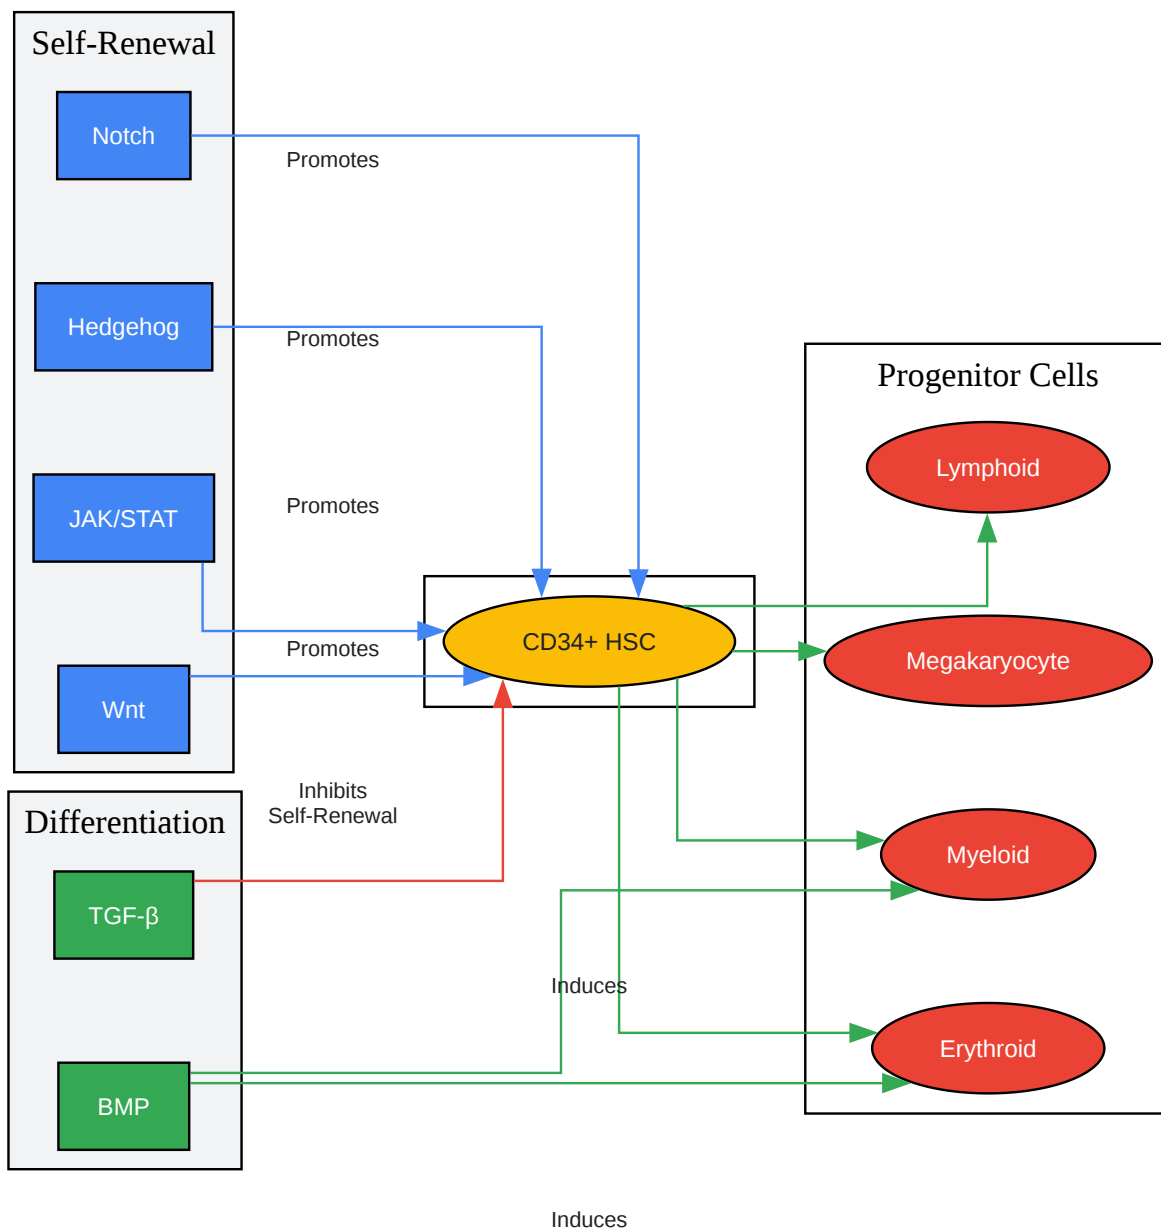 Self-Renewal
Notch
Promotes
Hedgehog
Promotes
JAK/STAT
Promotes
Wnt
Promotes
CD34+ HSC
Progenitor Cells
Lymphoid
Megakaryocyte
Myeloid
Erythroid
Inhibits
Self-Renewal
Differentiation
TGF-β
BMP
Induces
Induces